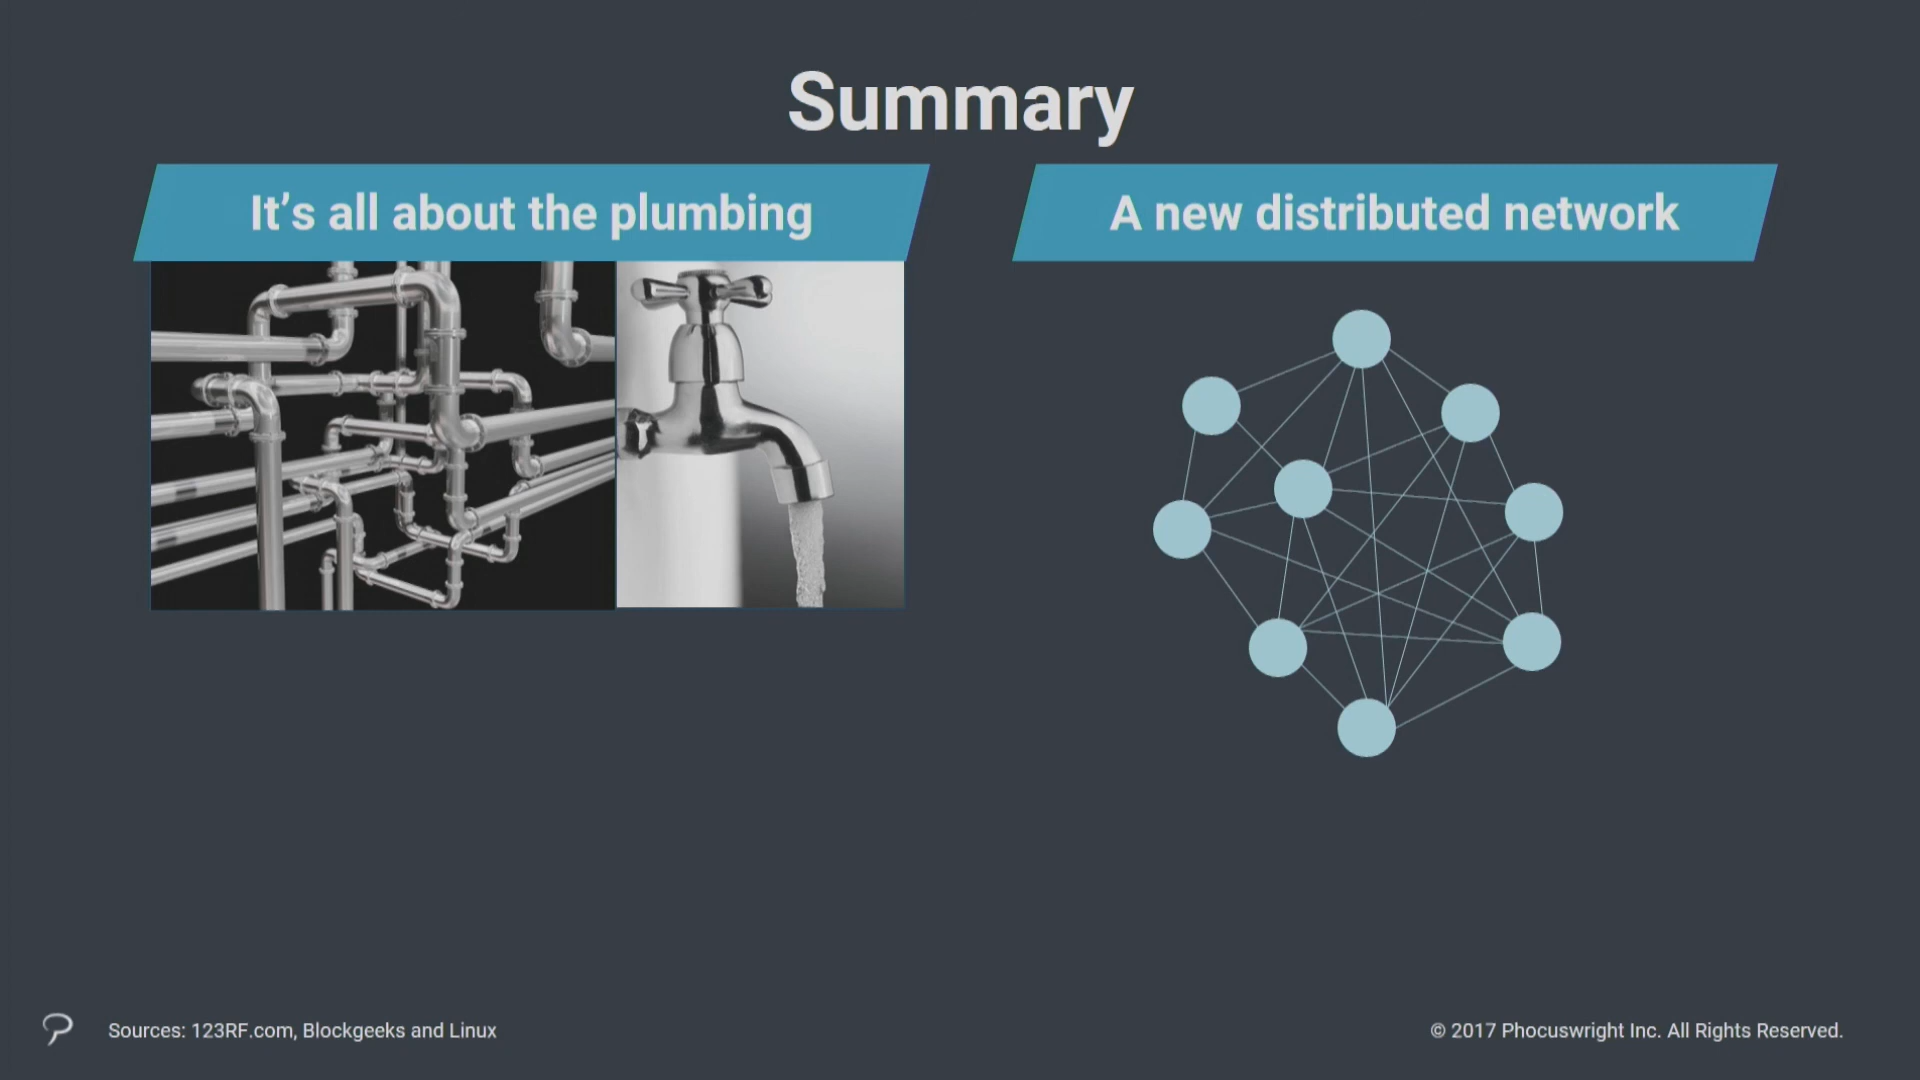 Summary
It’s all about the plumbing
A new distributed network
Sources: 123RF.com, Blockgeeks and Linux
© 2017 Phocuswright Inc. All Rights Reserved.